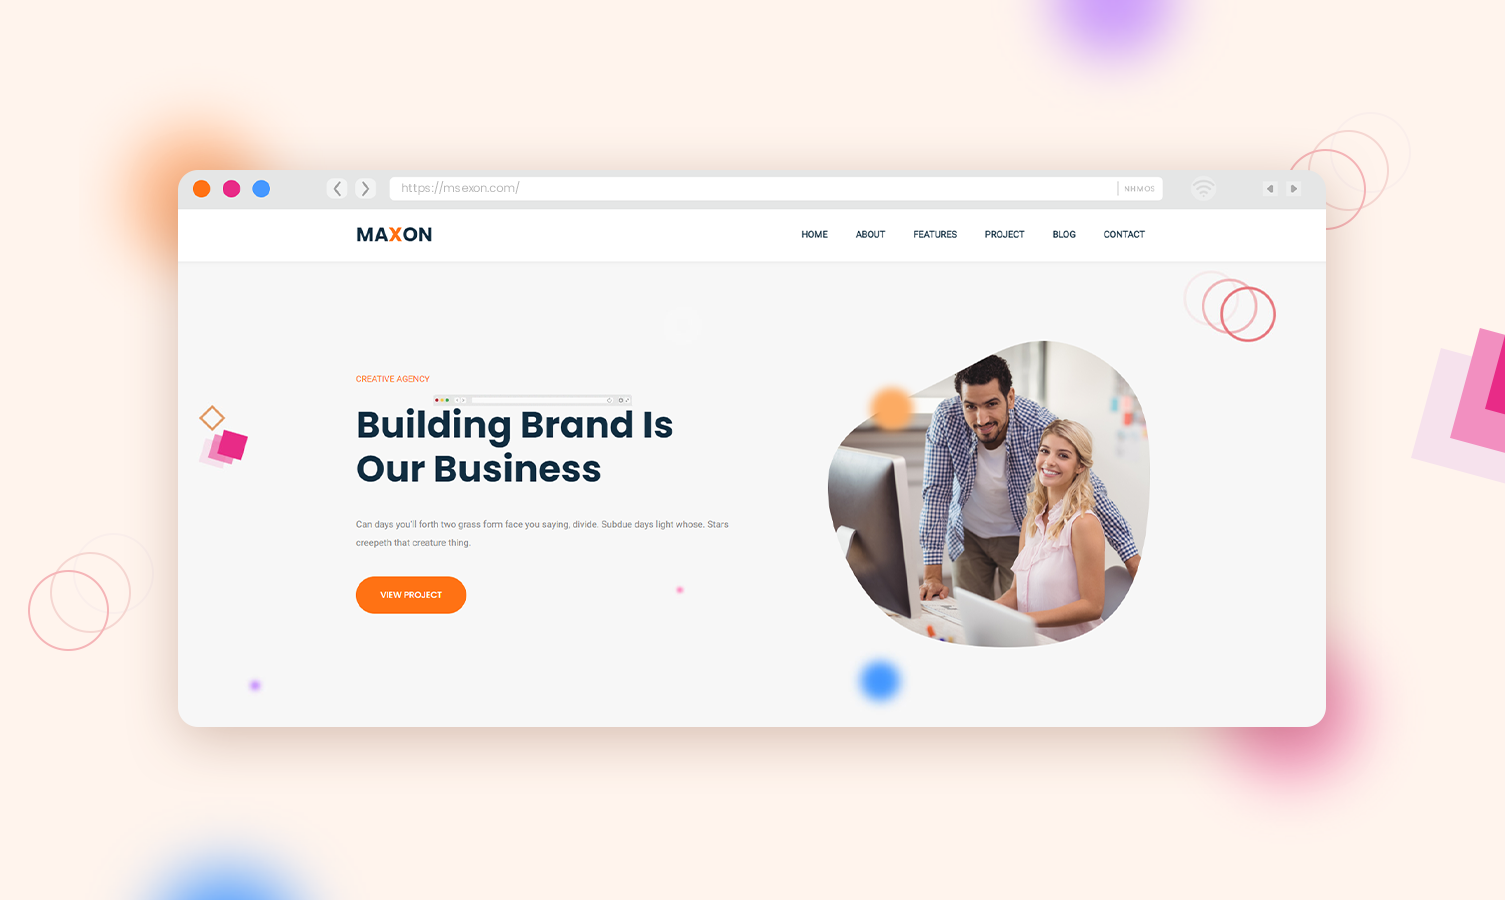 https://msexon.com/
NHMOS
MAXON
HOME ABOUT FEATURES PROJECT BLOG CONTACT
CREATIVE AGENCY
Building Brand Is
Our Business
Can days you'll forth two grass form face you saying, divide. Subdue days light whose. Stars
creepeth that creature thing.
VIEW PROJECT